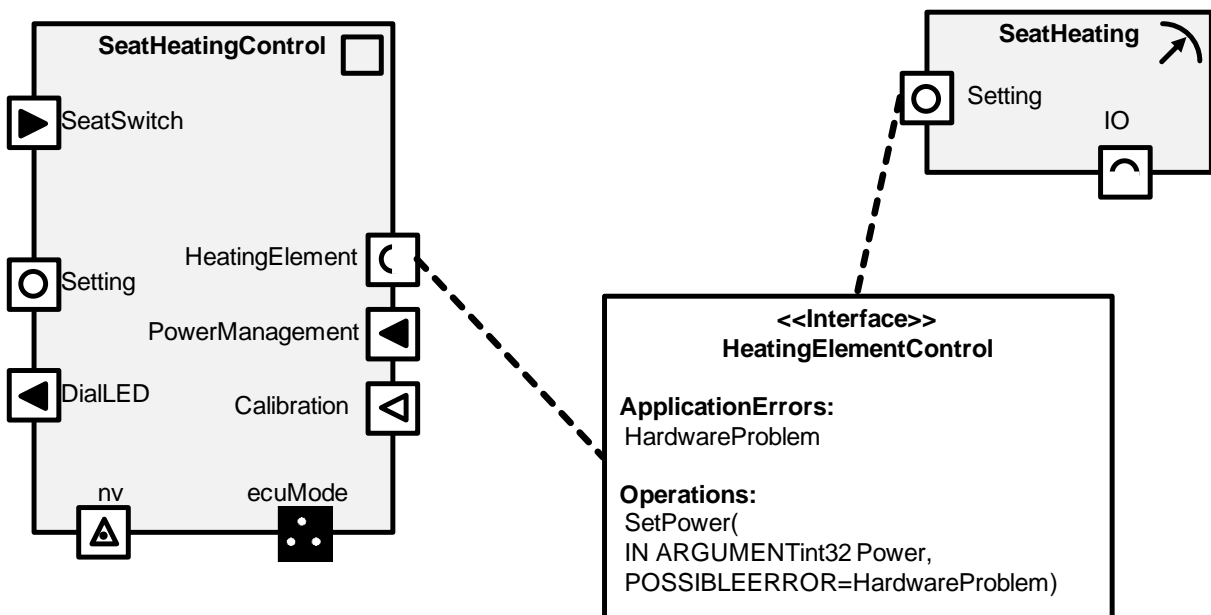 SeatHeatingControl
SeatSwitch
HeatingElement
Setting
PowerManagement
DialLED
Calibration
nv
ecuMode
SeatHeating
Setting
IO
<<Interface>>
HeatingElementControl
ApplicationErrors:
HardwareProblem
Operations:
SetPower(
IN ARGUMENTint32 Power,
POSSIBLEERROR=HardwareProblem)